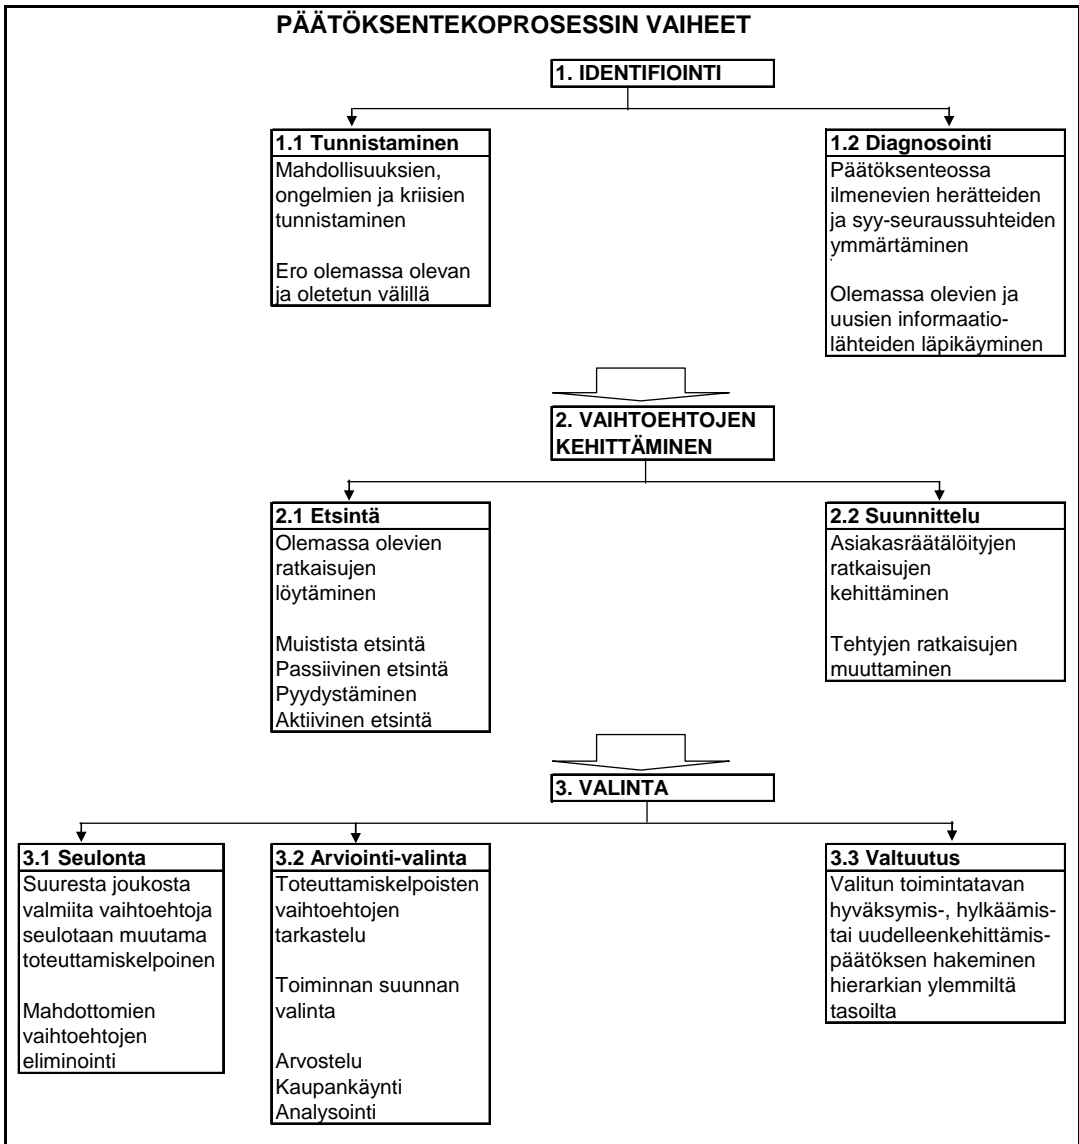 PÄÄTÖKSENTEKOPROSESSIN VAIHEET
1. IDENTIFIOINTI
1.1 Tunnistaminen
Mahdollisuuksien,
ongelmien ja kriisien
tunnistaminen
Ero olemassa olevan
ja oletetun välillä
1.2 Diagnosointi
Päätöksenteossa
ilmenevien herätteiden
ja syy-seuraussuhteiden
ymmärtäminen
Olemassa olevien ja
uusien informaatio-
lähteiden läpikäyminen
2. VAIHTOEHTOJEN
KEHITTÄMINEN
2.1 Etsintä
Olemassa olevien
ratkaisujen
löytäminen
Muistista etsintä
Passiivinen etsintä
Pyydystäminen
Aktiivinen etsintä
2.2 Suunnittelu
Asiakasräätälöityjen
ratkaisujen
kehittäminen
Tehtyjen ratkaisujen
muuttaminen
3. VALINTA
3.1 Seulonta
Suuresta joukosta
valmiita vaihtoehtoja
seulotaan muutama
toteuttamiskelpoinen
Mahdottomien
vaihtoehtojen
eliminointi
3.2 Arviointi-valinta
Toteuttamiskelpoisten
vaihtoehtojen
tarkastelu
Toiminnan suunnan
valinta
Arvostelu
Kaupankäynti
Analysointi
3.3 Valtuutus
Valitun toimintatavan
hyväksymis-, hylkäämis-
tai uudelleenkehittämis-
päätöksen hakeminen
hierarkian ylemmiltä
tasoilta